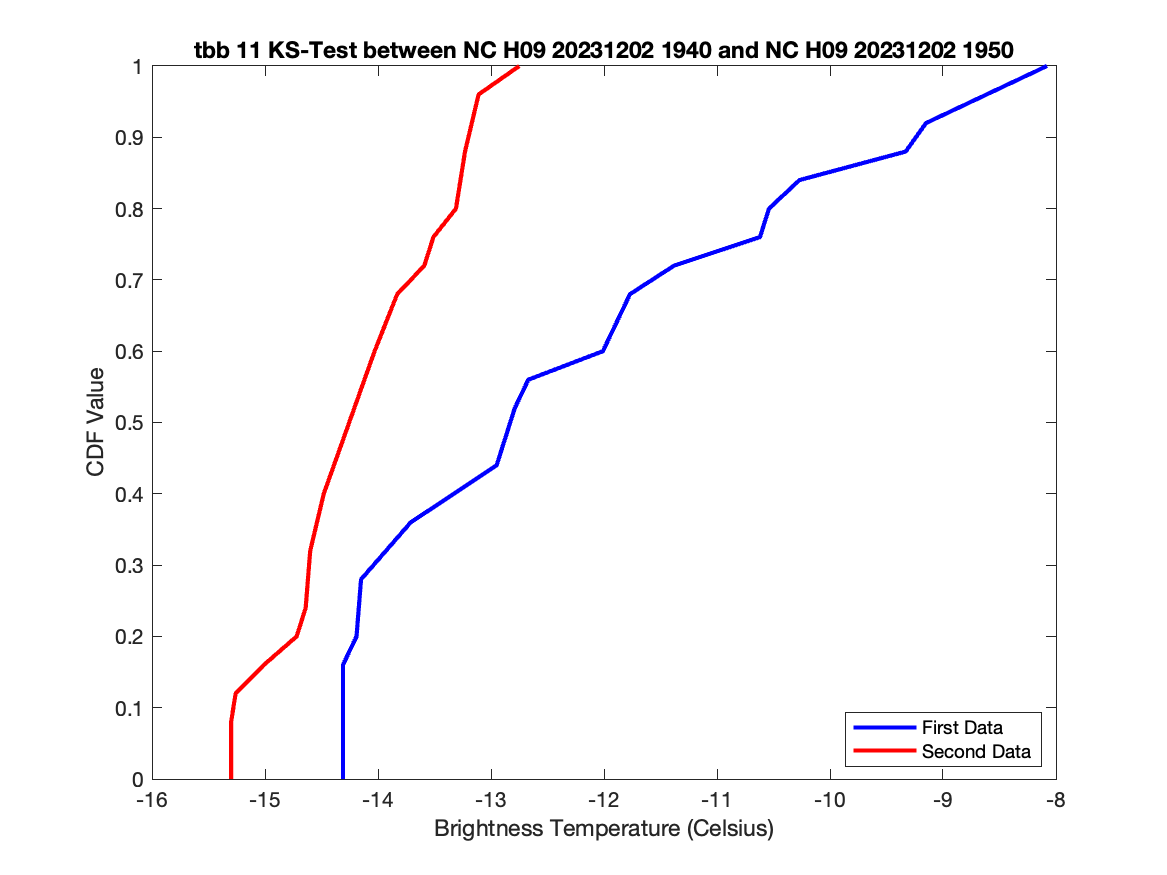 tbb 11 KS-Test between NC H09 20231202 1940 and NC H09 20231202 1950
1
0.9
0.8
0.7
0.6
0.5
0.4
0.3
0.2
0.1
0
CDF Value
First Data
Second Data
-16 -15 -14 -13 -12 -11 -10 -9 -8
Brightness Temperature (Celsius)